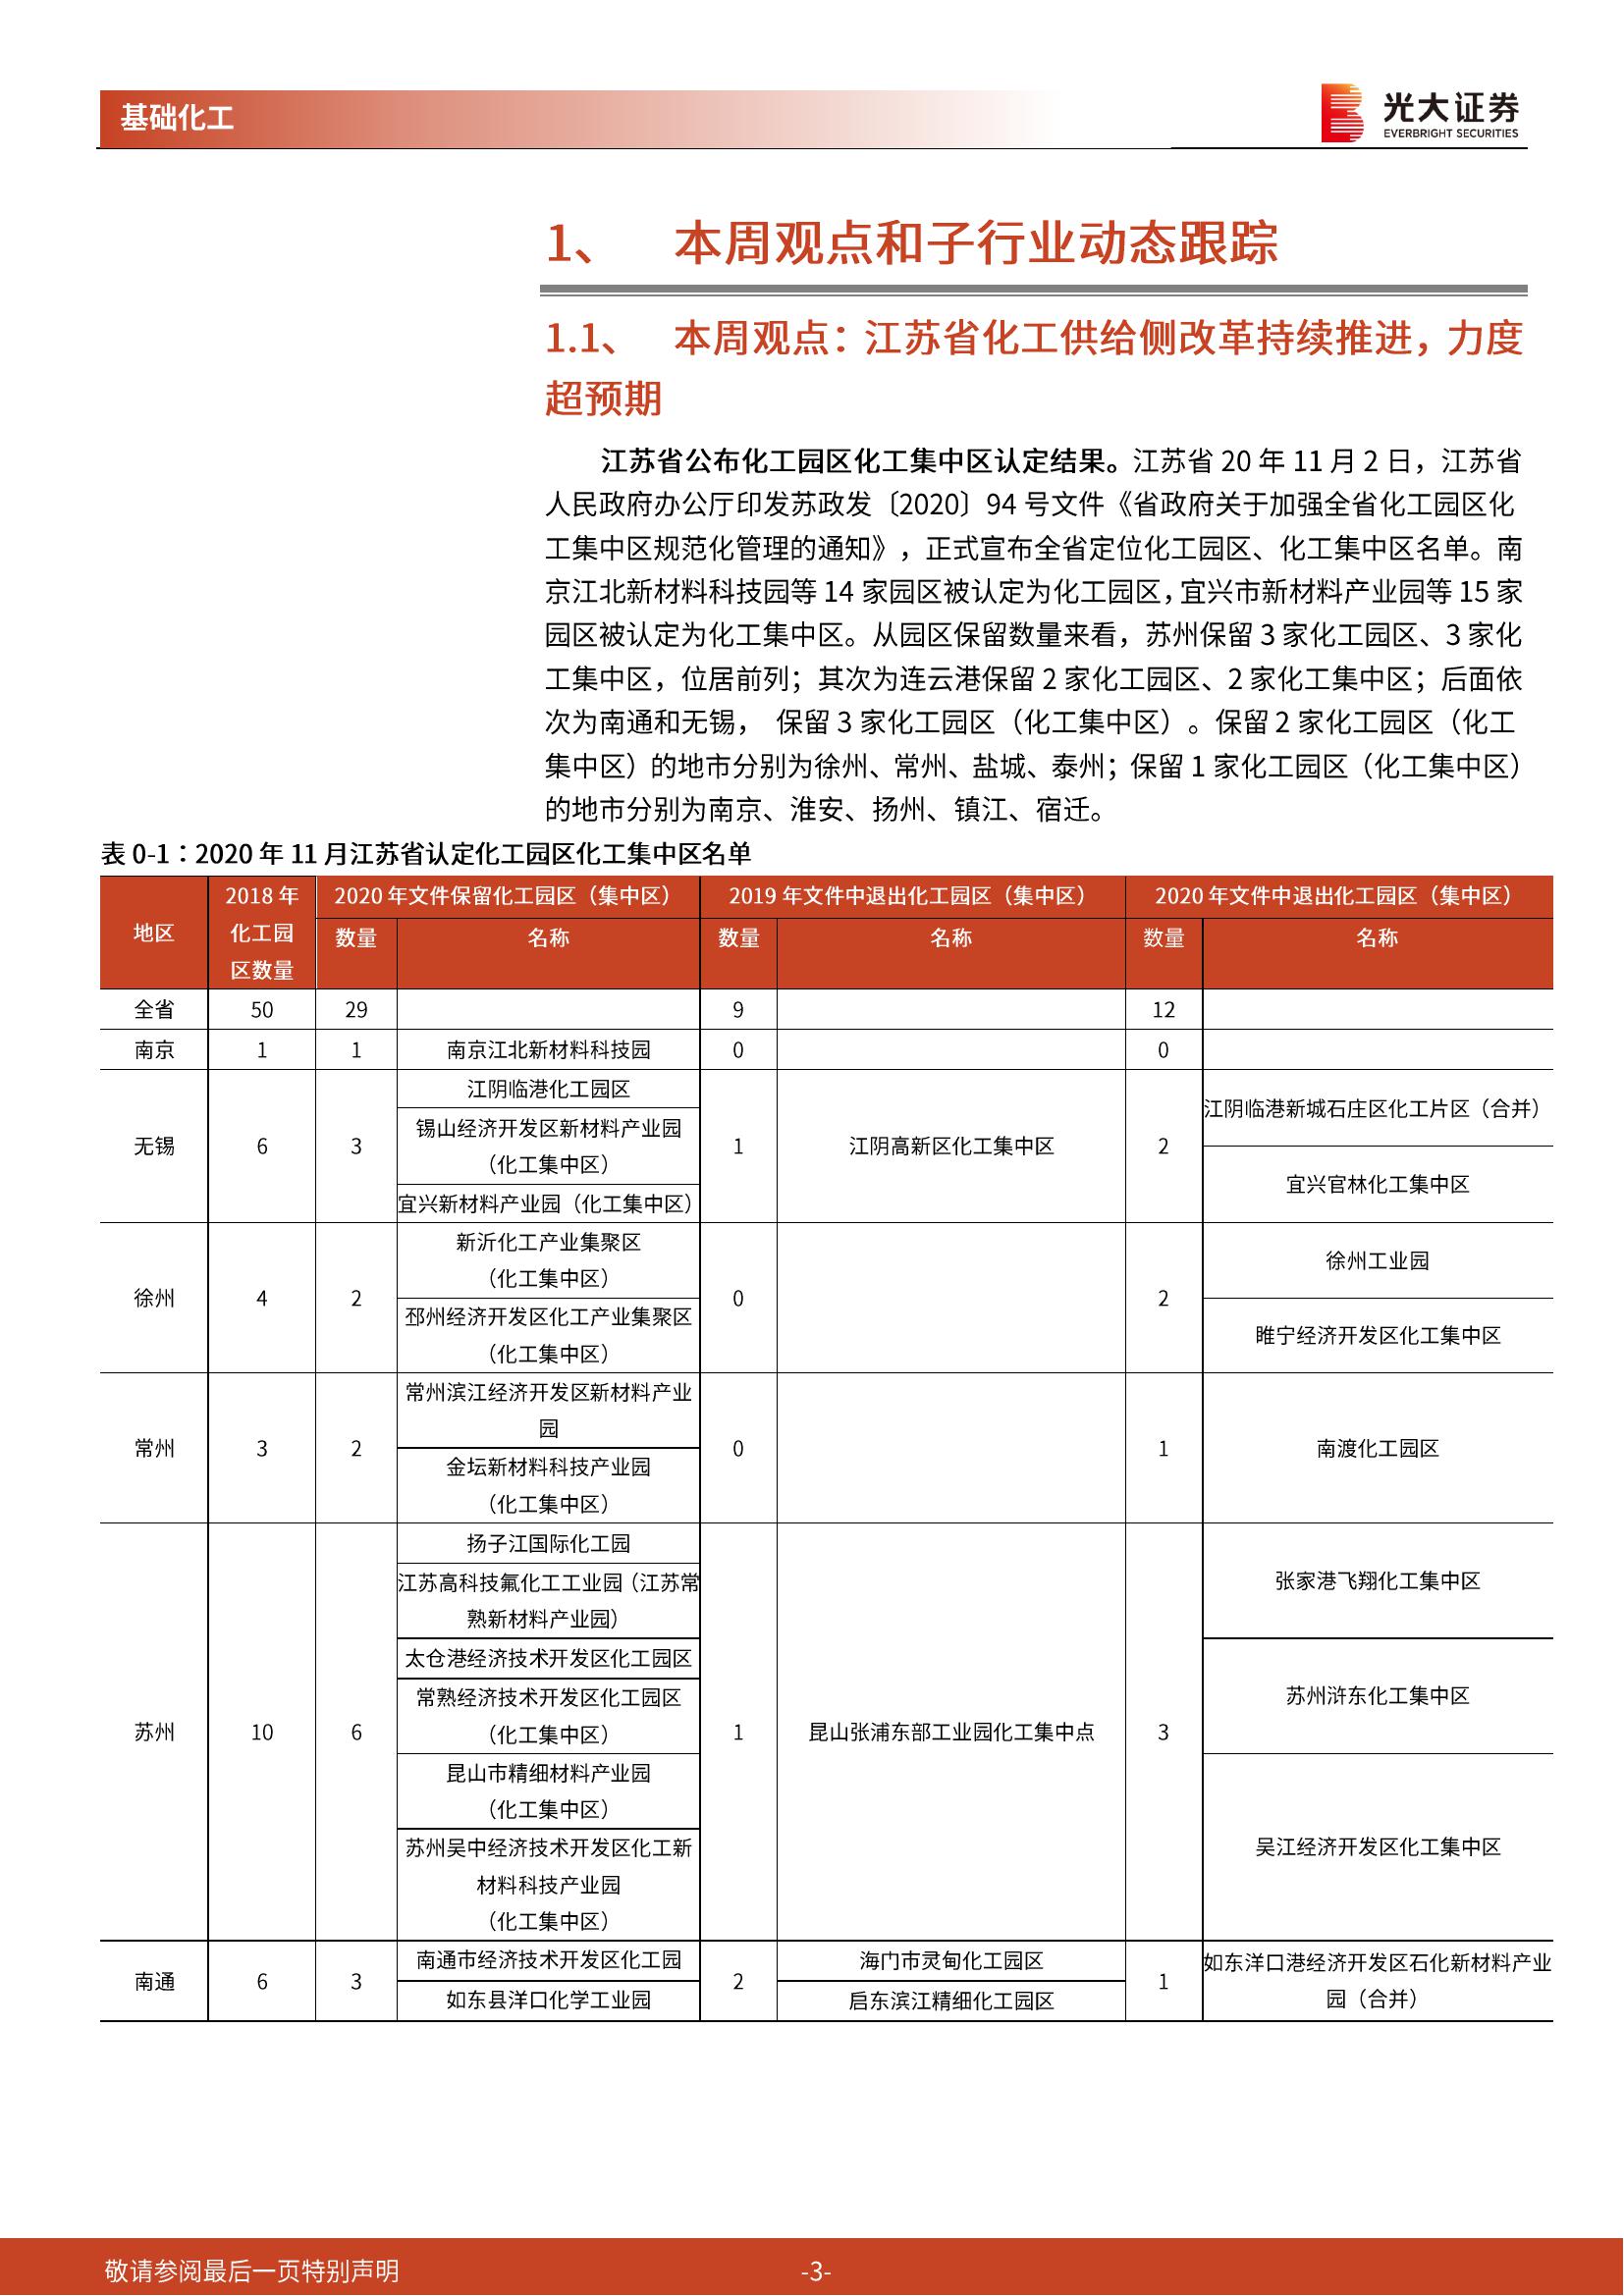 基础化工
光大证券
EVERBRIGHT SECURITIES
1、 本周观点和子行业动态跟踪
1.1、 本周观点：江苏省化工供给侧改革持续推进，力度
超预期
江苏省公布化工园区化工集中区认定结果。江苏省 20 年 11 月 2 日，江苏省
人民政府办公厅印发苏政发〔2020〕94 号文件《省政府关于加强全省化工园区化
工集中区规范化管理的通知》，正式宣布全省定位化工园区、化工集中区名单。南
京江北新材料科技园等 14 家园区被认定为化工园区，宜兴市新材料产业园等 15 家
园区被认定为化工集中区。从园区保留数量来看，苏州保留 3 家化工园区、3 家化
工集中区，位居前列；其次为连云港保留 2 家化工园区、2 家化工集中区；后面依
次为南通和无锡， 保留 3 家化工园区（化工集中区）。保留 2 家化工园区（化工
集中区）的地市分别为徐州、常州、盐城、泰州；保留 1 家化工园区（化工集中区）
的地市分别为南京、淮安、扬州、镇江、宿迁。
表 0-1：2020 年 11 月江苏省认定化工园区化工集中区名单
地区
2018 年
化工园
区数量
2020 年文件保留化工园区（集中区）
2019 年文件中退出化工园区（集中区）
2020 年文件中退出化工园区（集中区）
数量 名称 数量 名称 数量 名称
全省 50 29 9 12
南京 1 1 南京江北新材料科技园 0 0
无锡 6 3
江阴临港化工园区
锡山经济开发区新材料产业园
（化工集中区）
宜兴新材料产业园（化工集中区）
1 江阴高新区化工集中区 2
江阴临港新城石庄区化工片区（合并）
宜兴官林化工集中区
徐州 4 2
新沂化工产业集聚区
（化工集中区）
邳州经济开发区化工产业集聚区
（化工集中区）
0 2
徐州工业园
睢宁经济开发区化工集中区
常州 3 2
常州滨江经济开发区新材料产业
园
金坛新材料科技产业园
（化工集中区）
0 1 南渡化工园区
苏州 10 6
扬子江国际化工园
江苏高科技氟化工工业园（江苏常
熟新材料产业园）
太仓港经济技术开发区化工园区
常熟经济技术开发区化工园区
（化工集中区）
昆山市精细材料产业园
（化工集中区）
苏州吴中经济技术开发区化工新
材料科技产业园
（化工集中区）
1 昆山张浦东部工业园化工集中点 3
张家港飞翔化工集中区
苏州浒东化工集中区
吴江经济开发区化工集中区
南通 6 3
南通市经济技术开发区化工园
如东县洋口化学工业园
2
海门市灵甸化工园区
启东滨江精细化工园区
1
如东洋口港经济开发区石化新材料产业
园（合并）
敬请参阅最后一页特别声明 -3-